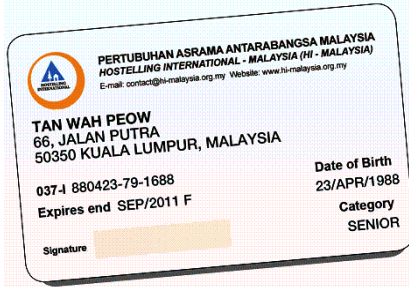 PERTUBUHAN ASRAMA ANTARABANGSA MALAYSIA
HOSTELLING INTERNATIONAL - MALAYSIA (HI - MALAYSIA)
E-mail: contact@hi-malaysia.org.my Website: www.hi-malaysia.org.my
HOSTELLING
INTERNATIONAL
TAN WAH PEOW
66, JALAN PUTRA
50350 KUALA LUMPUR, MALAYSIA
037-I 880423-79-1688
Expires end SEP/2011 F
Date of Birth
23/APR/1988
Category
SENIOR
Signature